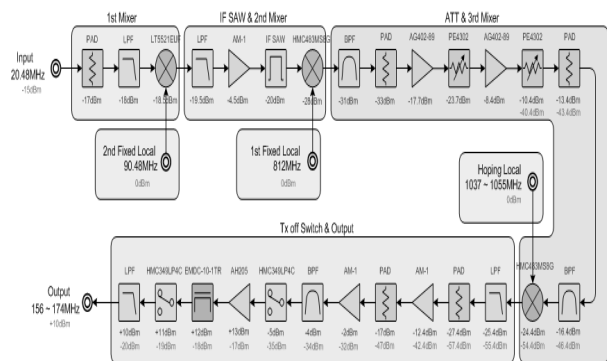 1st Mixer
IF SAW & 2nd Mixer
ATT & 3rd Mixer
Input
20.48MHz
-15dBm
PAD
LPF
LT5521EUF
LPF
AM-1
IF SAW
HMC483MS8G
BPF
PAD
AG402-89
PE4302
AG402-89
PE4302
PAD
-17dBm
-18dBm
-18.5dBm
-19.5dBm
-4.5dBm
-20dBm
-28dBm
-31dBm
-33dBm
-17.7dBm
-23.7dBm
-8.4dBm
-10.4dBm
-40.4dBm
-13.4dBm
-43.4dBm
2nd Fixed Local
90.48MHz
0dBm
1st Fixed Local
812MHz
0dBm
Hoping Local
1037 ~ 1055MHz
0dBm
Tx off Switch & Output
Output
156 ~ 174MHz
+10dBm
LPF
HMC349LP4C
EMDC-10-1TR
AH205
HMC349LP4C
BPF
AM-1
PAD
AM-1
PAD
LPF
HMC483MS8G
BPF
+10dBm
-20dBm
+11dBm
-19dBm
+12dBm
-18dBm
+13dBm
-17dBm
-5dBm
-35dBm
-4dBm
-34dBm
-2dBm
-32dBm
-17dBm
-47dBm
-12.4dBm
-42.4dBm
-27.4dBm
-57.4dBm
-25.4dBm
-55.4dBm
-24.4dBm
-54.4dBm
-16.4dBm
-46.4dBm